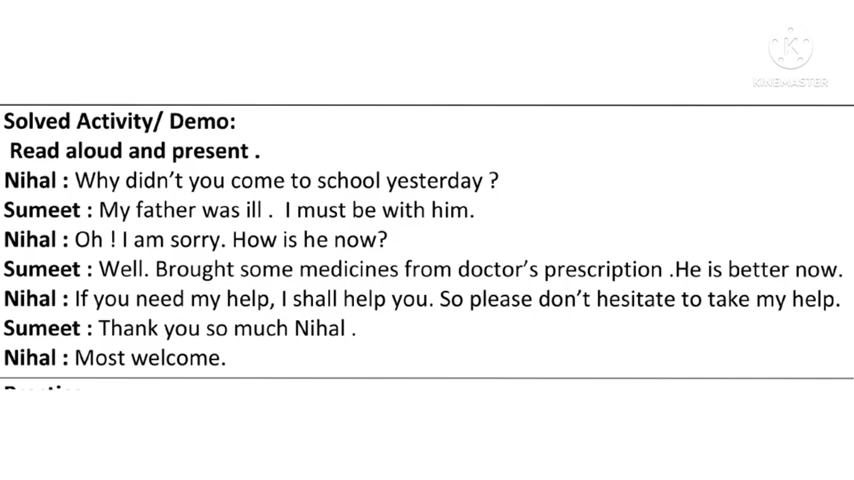 KINEMASTER
Solved Activity/ Demo:
Read aloud and present .
Nihal : Why didn't you come to school yesterday ?
Sumeet : My father was ill . I must be with him.
Nihal : Oh ! I am sorry. How is he now?
Sumeet : Well. Brought some medicines from doctor's prescription .He is better now.
Nihal : If you need my help, I shall help you. So please don't hesitate to take my help.
Sumeet : Thank you so much Nihal .
Nihal : Most welcome.